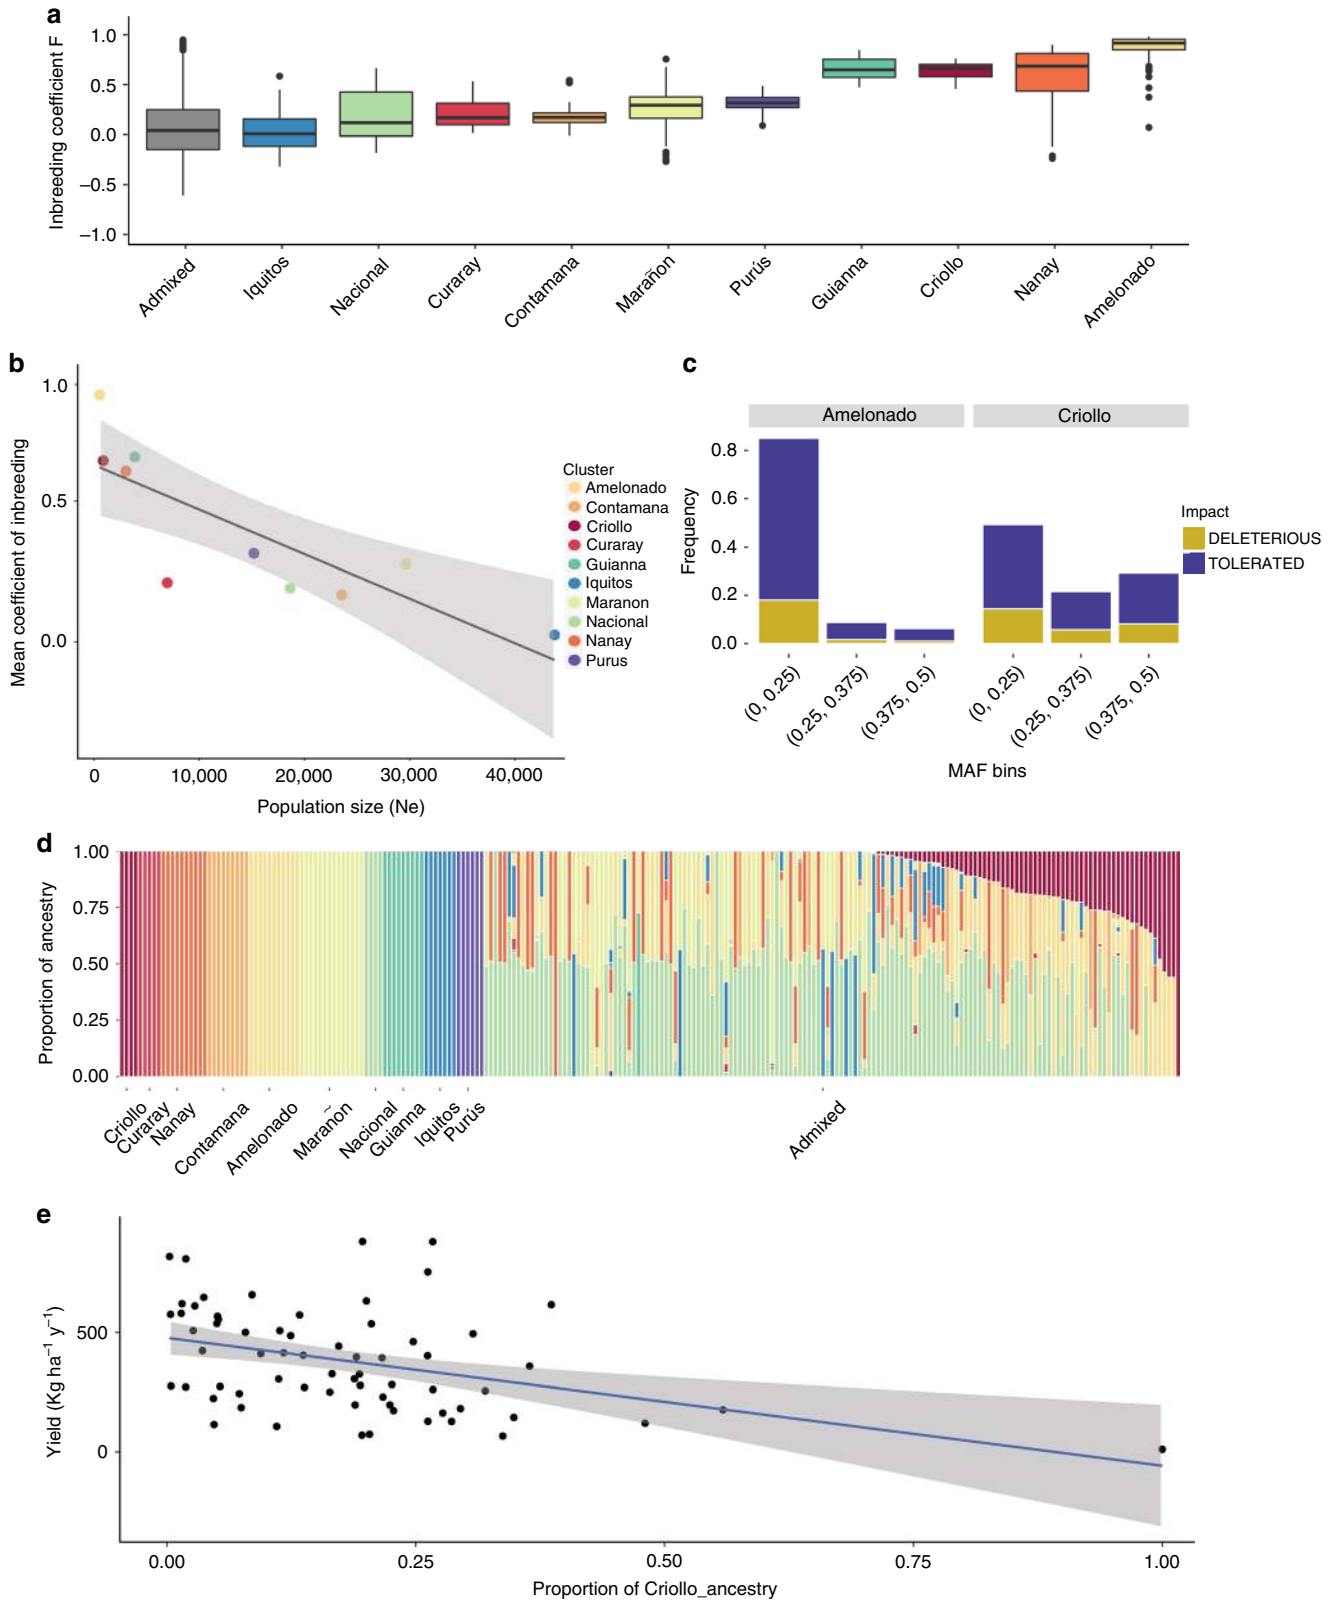 a
Inbreeding coefficient F
1.0
0.5
0.0
−0.5
−1.0
Admixed
Iquitos
Nacional
Curaray
Contamana
Marañon
Purús
Guianna
Criollo
Nanay
Amelonado
b
Mean coefficient of inbreeding
1.0
0.5
0.0
0
10,000
20,000
30,000
40,000
Population size (Ne)
Cluster
Amelonado
Contamana
Criollo
Curaray
Guianna
Iquitos
Maranon
Nacional
Nanay
Purus
c
Amelonado
Criollo
Frequency
0.8
0.6
0.4
0.2
0.0
(0, 0.25)
(0.25, 0.375)
(0.375, 0.5)
(0, 0.25)
(0.25, 0.375)
(0.375, 0.5)
MAF bins
Impact
DELETERIOUS
TOLERATED
d
Proportion of ancestry
1.00
0.75
0.50
0.25
0.00
Criollo
Curaray
Nanay
Contamana
Amelonado
Marañon
Nacional
Guianna
Iquitos
Purús
Admixed
e
Yield (Kg ha⁻¹ y⁻¹)
500
0
0.00
0.25
0.50
0.75
1.00
Proportion of Criollo_ancestry